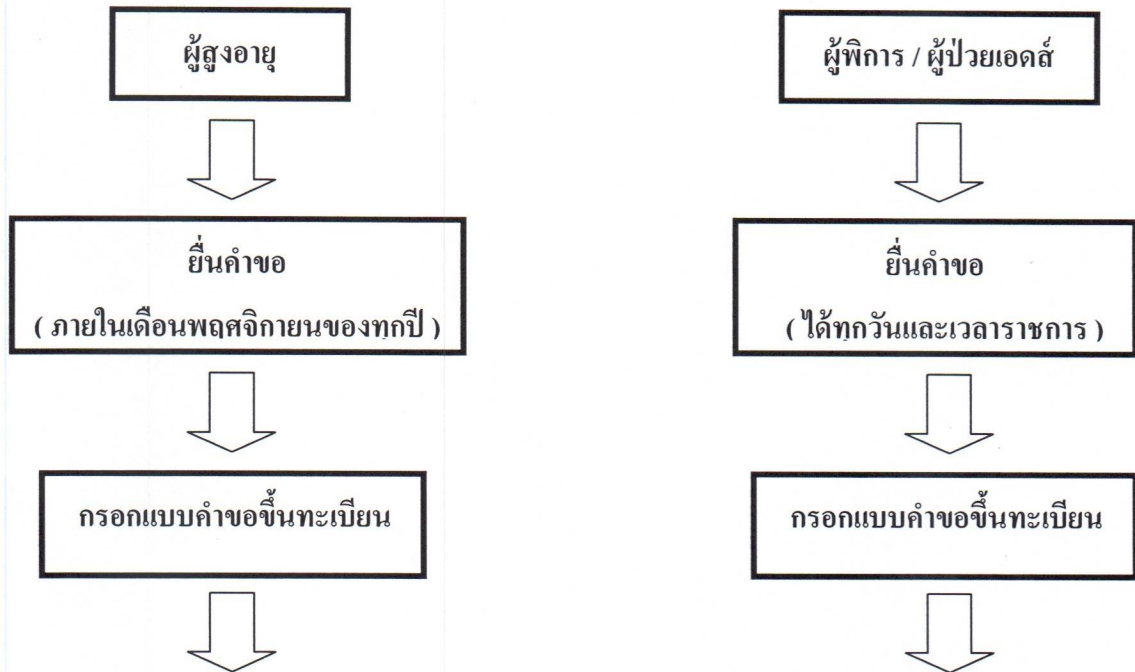 ผู้สูงอายุ
ยื่นคำขอ
( ภายในเดือนพฤศจิกายนของทุกปี )
กรอกแบบคำขอขึ้นทะเบียน
ผู้พิการ / ผู้ป่วยเอดส์
ยื่นคำขอ
( ได้ทุกวันและเวลาราชการ )
กรอกแบบคำขอขึ้นทะเบียน